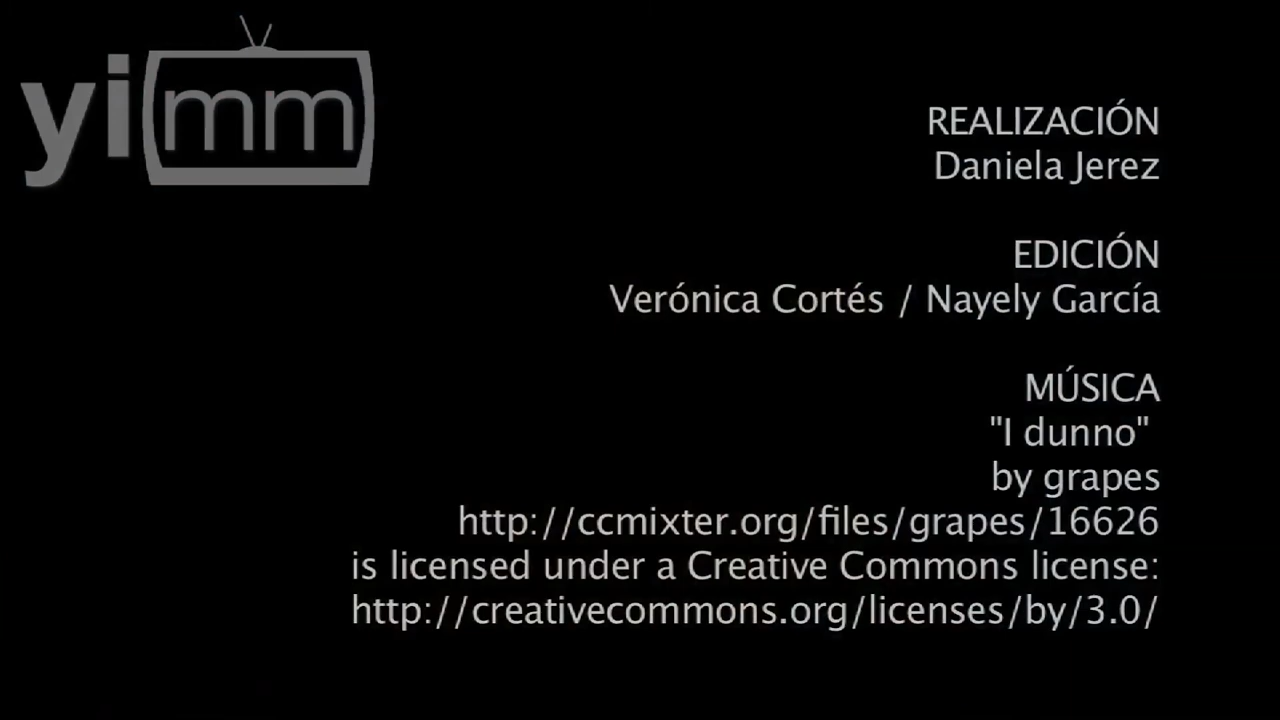 yimm
REALIZACIÓN
Daniela Jerez
EDICIÓN
Verónica Cortés / Nayely García
MÚSICA
"I dunno"
by grapes
http://ccmixter.org/files/grapes/16626
is licensed under a Creative Commons license:
http://creativecommons.org/licenses/by/3.0/